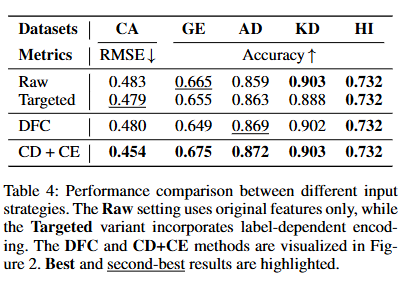 Datasets CA GE AD KD HI
Metrics RMSE↓ Accuracy↑
Raw 0.483 0.665 0.859 0.903 0.732
Targeted 0.479 0.655 0.863 0.888 0.732
DFC 0.480 0.649 0.869 0.902 0.732
CD + CE 0.454 0.675 0.872 0.903 0.732
Table 4: Performance comparison between different input
strategies. The Raw setting uses original features only, while
the Targeted variant incorporates label-dependent encod-
ing. The DFC and CD+CE methods are visualized in Fig-
ure 2. Best and second-best results are highlighted.